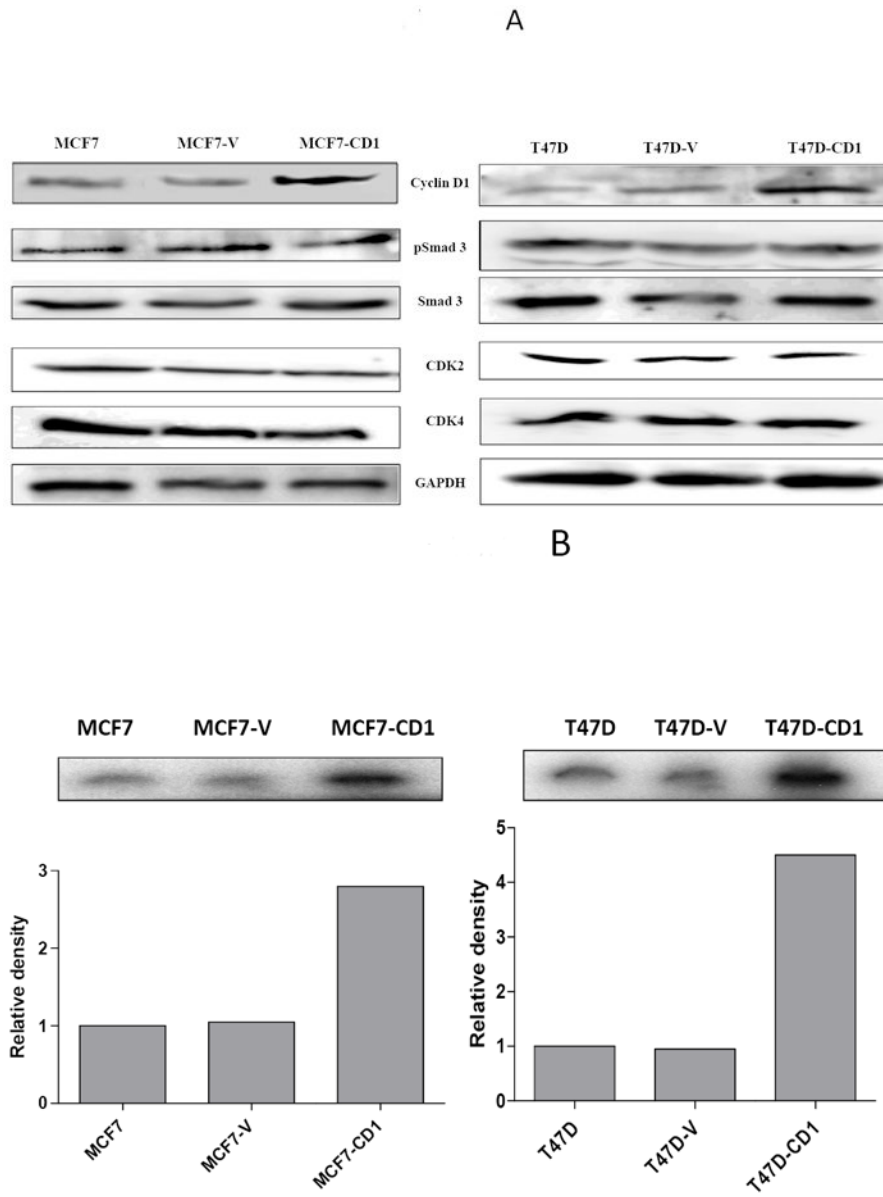 A
MCF7 MCF7-V MCF7-CD1
T47D T47D-V T47D-CD1
Cyclin D1
pSmad 3
Smad 3
CDK2
CDK4
GAPDH
B
MCF7 MCF7-V MCF7-CD1
Relative density
3
2
1
0
MCF7 MCF7-V MCF7-CD1
T47D T47D-V T47D-CD1
Relative density
5
4
3
2
1
0
T47D T47D-V T47D-CD1